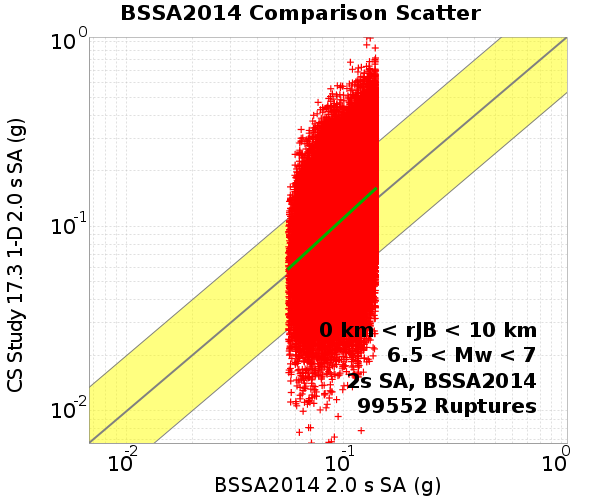 BSSA2014 Comparison Scatter
CS Study 17.3 1-D 2.0 s SA (g)
10^0
10^-1
10^-2
0 km < rJB < 10 km
6.5 < Mw < 7
2s SA, BSSA2014
99552 Ruptures
10^-2 10^-1 10^0
BSSA2014 2.0 s SA (g)